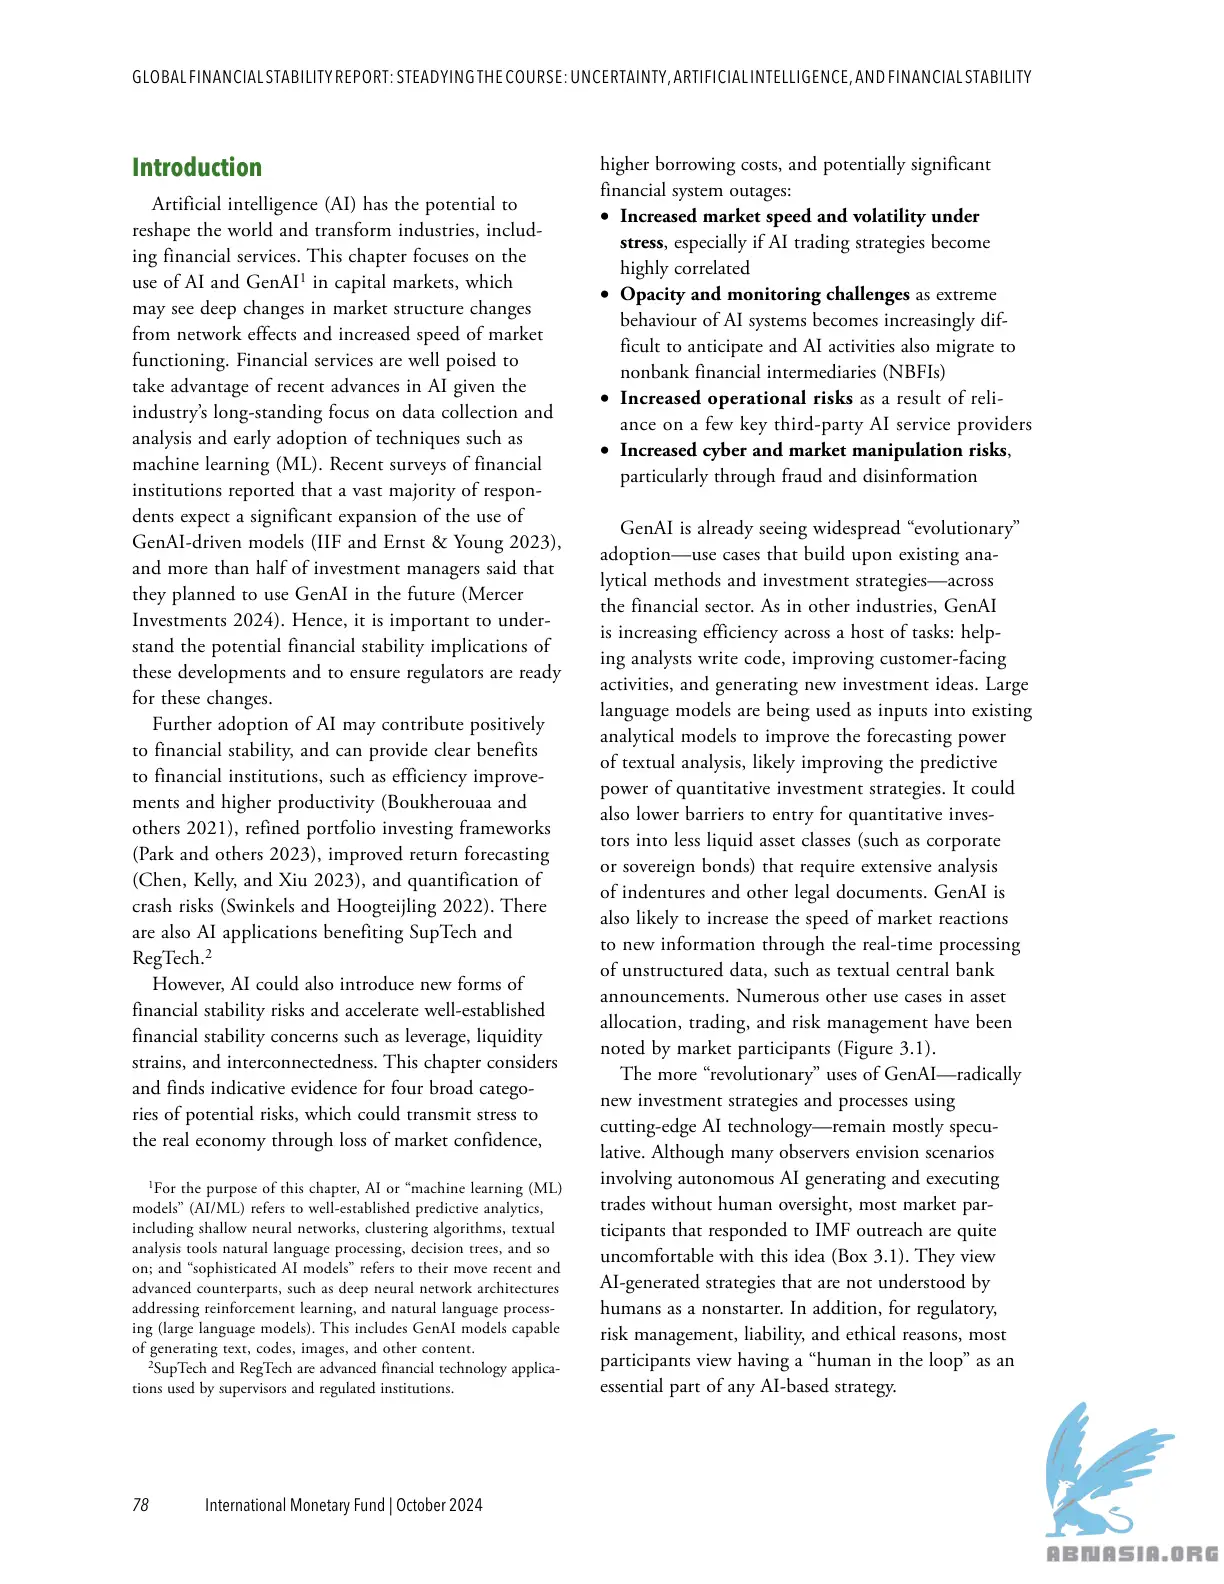 GLOBAL FINANCIAL STABILITY REPORT: STEADYING THE COURSE: UNCERTAINTY, ARTIFICIAL INTELLIGENCE, AND FINANCIAL STABILITY
Introduction
Artificial intelligence (AI) has the potential to
reshape the world and transform industries, includ-
ing financial services. This chapter focuses on the
use of AI and GenAI1 in capital markets, which
may see deep changes in market structure changes
from network effects and increased speed of market
functioning. Financial services are well poised to
take advantage of recent advances in AI given the
industry's long-standing focus on data collection and
analysis and early adoption of techniques such as
machine learning (ML). Recent surveys of financial
institutions reported that a vast majority of respon-
dents expect a significant expansion of the use of
GenAI-driven models (IIF and Ernst & Young 2023),
and more than half of investment managers said that
they planned to use GenAI in the future (Mercer
Investments 2024). Hence, it is important to under-
stand the potential financial stability implications of
these developments and to ensure regulators are ready
for these changes.
Further adoption of AI may contribute positively
to financial stability, and can provide clear benefits
to financial institutions, such as efficiency improve-
ments and higher productivity (Boukherouaa and
others 2021), refined portfolio investing frameworks
(Park and others 2023), improved return forecasting
(Chen, Kelly, and Xiu 2023), and quantification of
crash risks (Swinkels and Hoogteijling 2022). There
are also AI applications benefiting SupTech and
RegTech.2
However, AI could also introduce new forms of
financial stability risks and accelerate well-established
financial stability concerns such as leverage, liquidity
strains, and interconnectedness. This chapter considers
and finds indicative evidence for four broad catego-
ries of potential risks, which could transmit stress to
the real economy through loss of market confidence,
1For the purpose of this chapter, AI or “machine learning (ML)
models” (AI/ML) refers to well-established predictive analytics,
including shallow neural networks, clustering algorithms, textual
analysis tools natural language processing, decision trees, and so
on; and “sophisticated AI models” refers to their move recent and
advanced counterparts, such as deep neural network architectures
addressing reinforcement learning, and natural language process-
ing (large language models). This includes GenAI models capable
of generating text, codes, images, and other content.
2SupTech and RegTech are advanced financial technology applica-
tions used by supervisors and regulated institutions.
higher borrowing costs, and potentially significant
financial system outages:
• Increased market speed and volatility under
stress, especially if AI trading strategies become
highly correlated
• Opacity and monitoring challenges as extreme
behaviour of AI systems becomes increasingly dif-
ficult to anticipate and AI activities also migrate to
nonbank financial intermediaries (NBFIs)
• Increased operational risks as a result of reli-
ance on a few key third-party AI service providers
• Increased cyber and market manipulation risks,
particularly through fraud and disinformation
GenAI is already seeing widespread “evolutionary”
adoption—use cases that build upon existing ana-
lytical methods and investment strategies—across
the financial sector. As in other industries, GenAI
is increasing efficiency across a host of tasks: help-
ing analysts write code, improving customer-facing
activities, and generating new investment ideas. Large
language models are being used as inputs into existing
analytical models to improve the forecasting power
of textual analysis, likely improving the predictive
power of quantitative investment strategies. It could
also lower barriers to entry for quantitative inves-
tors into less liquid asset classes (such as corporate
or sovereign bonds) that require extensive analysis
of indentures and other legal documents. GenAI is
also likely to increase the speed of market reactions
to new information through the real-time processing
of unstructured data, such as textual central bank
announcements. Numerous other use cases in asset
allocation, trading, and risk management have been
noted by market participants (Figure 3.1).
The more “revolutionary” uses of GenAI—radically
new investment strategies and processes using
cutting-edge AI technology—remain mostly specu-
lative. Although many observers envision scenarios
involving autonomous AI generating and executing
trades without human oversight, most market par-
ticipants that responded to IMF outreach are quite
uncomfortable with this idea (Box 3.1). They view
AI-generated strategies that are not understood by
humans as a nonstarter. In addition, for regulatory,
risk management, liability, and ethical reasons, most
participants view having a “human in the loop” as an
essential part of any AI-based strategy.
78 International Monetary Fund | October 2024
ABNASIA.ORG